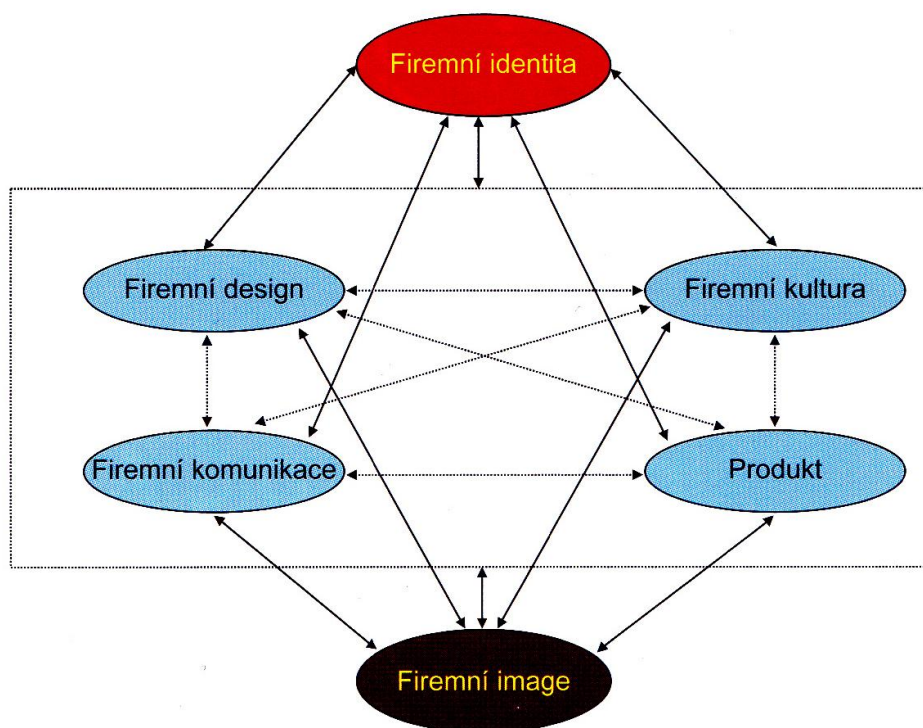 Firemní identita
Firemní design
Firemní kultura
Firemní komunikace
Produkt
Firemní image